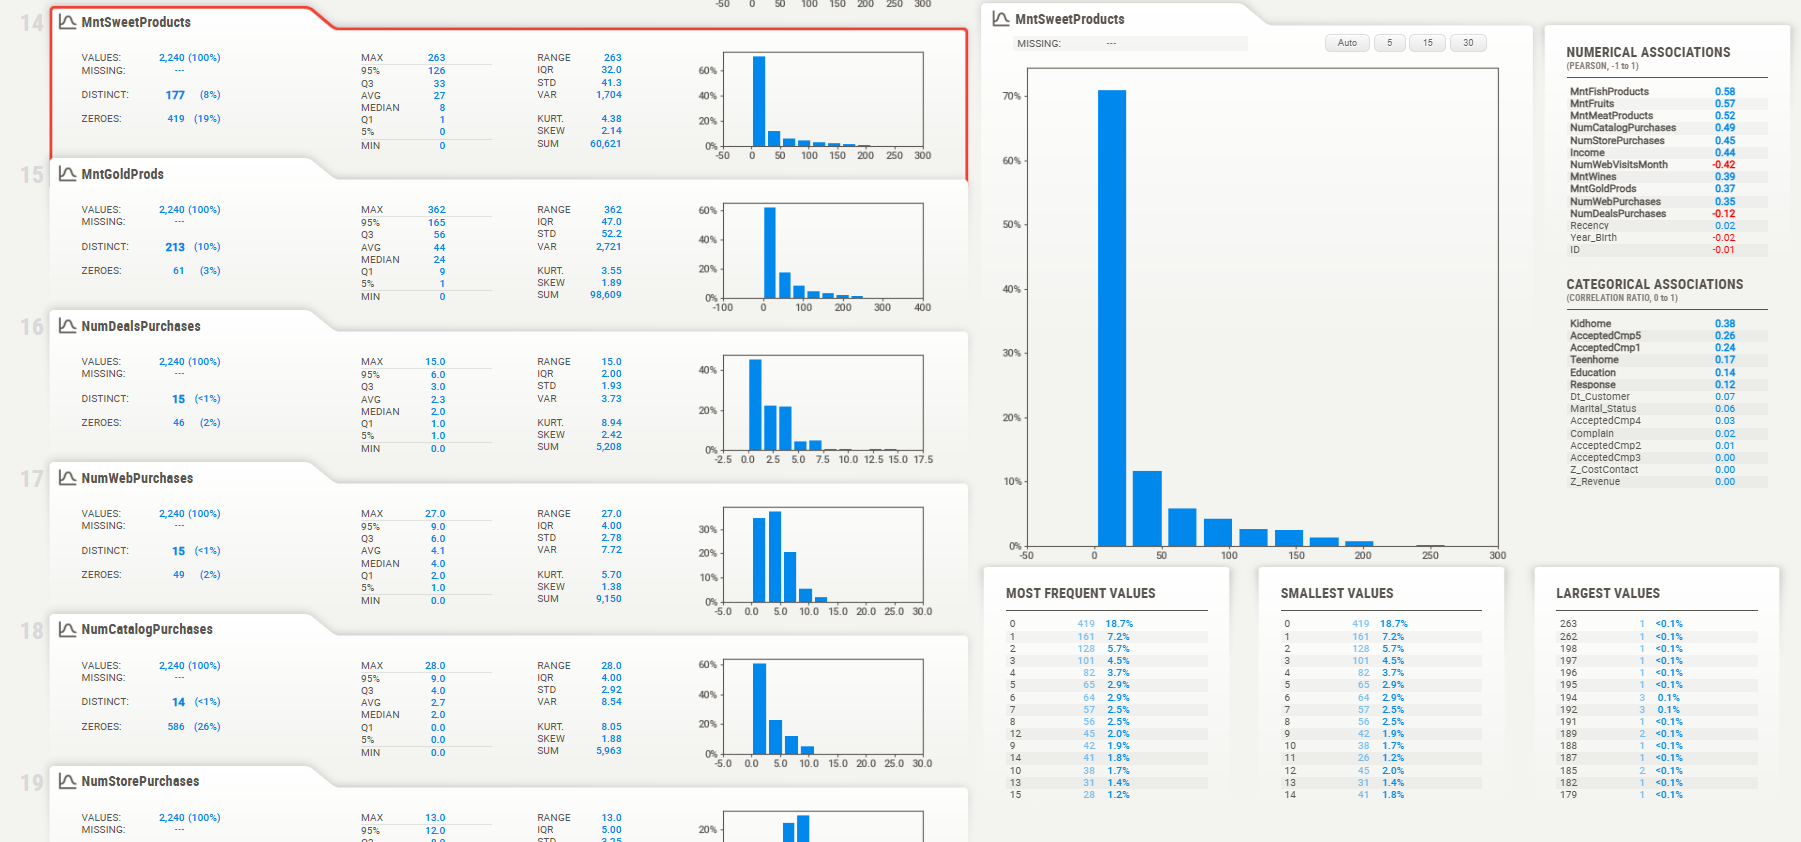 -50 0 50 100 150 200 250 300
14
MntSweetProducts
VALUES: 2,240 (100%)
MISSING: ---
DISTINCT: 177 (8%)
ZEROES: 419 (19%)
MAX 263
95% 126
Q3 33
AVG 27
MEDIAN 8
Q1 1
5% 0
MIN 0
RANGE 263
IQR 32.0
STD 41.3
VAR 1,704
KURT. 4.38
SKEW 2.14
SUM 60,621
60%
40%
20%
0%
-50 0 50 100 150 200 250 300
15
MntGoldProds
VALUES: 2,240 (100%)
MISSING: ---
DISTINCT: 213 (10%)
ZEROES: 61 (3%)
MAX 362
95% 165
Q3 56
AVG 44
MEDIAN 24
Q1 9
5% 1
MIN 0
RANGE 362
IQR 47.0
STD 52.2
VAR 2,721
KURT. 3.55
SKEW 1.89
SUM 98,609
60%
40%
20%
0%
-100 0 100 200 300 400
16
NumDealsPurchases
VALUES: 2,240 (100%)
MISSING: ---
DISTINCT: 15 (<1%)
ZEROES: 46 (2%)
MAX 15.0
95% 6.0
Q3 3.0
AVG 2.3
MEDIAN 2.0
Q1 1.0
5% 1.0
MIN 0.0
RANGE 15.0
IQR 2.00
STD 1.93
VAR 3.73
KURT. 8.94
SKEW 2.42
SUM 5,208
40%
20%
0%
-2.5 0.0 2.5 5.0 7.5 10.0 12.5 15.0 17.5
17
NumWebPurchases
VALUES: 2,240 (100%)
MISSING: ---
DISTINCT: 15 (<1%)
ZEROES: 49 (2%)
MAX 27.0
95% 9.0
Q3 6.0
AVG 4.1
MEDIAN 4.0
Q1 2.0
5% 1.0
MIN 0.0
RANGE 27.0
IQR 4.00
STD 2.78
VAR 7.72
KURT. 5.70
SKEW 1.38
SUM 9,150
30%
20%
10%
0%
-5.0 0.0 5.0 10.0 15.0 20.0 25.0 30.0
18
NumCatalogPurchases
VALUES: 2,240 (100%)
MISSING: ---
DISTINCT: 14 (<1%)
ZEROES: 586 (26%)
MAX 28.0
95% 9.0
Q3 4.0
AVG 2.7
MEDIAN 2.0
Q1 0.0
5% 0.0
MIN 0.0
RANGE 28.0
IQR 4.00
STD 2.92
VAR 8.54
KURT. 8.05
SKEW 1.88
SUM 5,963
60%
40%
20%
0%
-5.0 0.0 5.0 10.0 15.0 20.0 25.0 30.0
19
NumStorePurchases
VALUES: 2,240 (100%)
MISSING: ---
MAX 13.0
95% 12.0
RANGE 13.0
IQR 5.00
20%
MntSweetProducts
MISSING: ---
Auto 5 15 30
70%
60%
50%
40%
30%
20%
10%
0%
-50 0 50 100 150 200 250 300
NUMERICAL ASSOCIATIONS
(PEARSON, -1 to 1)
MntFishProducts 0.58
MntFruits 0.57
MntMeatProducts 0.52
NumCatalogPurchases 0.49
NumStorePurchases 0.45
Income 0.44
NumWebVisitsMonth -0.42
MntWines 0.39
MntGoldProds 0.37
NumWebPurchases 0.35
NumDealsPurchases -0.12
Recency 0.02
Year_Birth -0.02
ID -0.01
CATEGORICAL ASSOCIATIONS
(CORRELATION RATIO, 0 to 1)
Kidhome 0.38
AcceptedCmp5 0.26
AcceptedCmp1 0.24
Teenhome 0.17
Education 0.14
Response 0.12
Dt_Customer 0.07
Marital_Status 0.06
AcceptedCmp4 0.03
Complain 0.02
AcceptedCmp2 0.01
AcceptedCmp3 0.00
Z_CostContact 0.00
Z_Revenue 0.00
MOST FREQUENT VALUES
0 419 18.7%
1 161 7.2%
2 128 5.7%
3 101 4.5%
4 82 3.7%
5 65 2.9%
6 64 2.9%
7 57 2.5%
8 56 2.5%
12 45 2.0%
9 42 1.9%
14 41 1.8%
10 38 1.7%
13 31 1.4%
15 28 1.2%
SMALLEST VALUES
0 419 18.7%
1 161 7.2%
2 128 5.7%
3 101 4.5%
4 82 3.7%
5 65 2.9%
6 64 2.9%
7 57 2.5%
8 56 2.5%
9 42 1.9%
10 38 1.7%
11 26 1.2%
12 45 2.0%
13 31 1.4%
14 41 1.8%
LARGEST VALUES
263 1 <0.1%
262 1 <0.1%
198 1 <0.1%
197 1 <0.1%
196 1 <0.1%
195 1 <0.1%
194 3 0.1%
192 3 0.1%
191 1 <0.1%
189 2 <0.1%
188 1 <0.1%
187 1 <0.1%
185 2 <0.1%
182 1 <0.1%
179 1 <0.1%